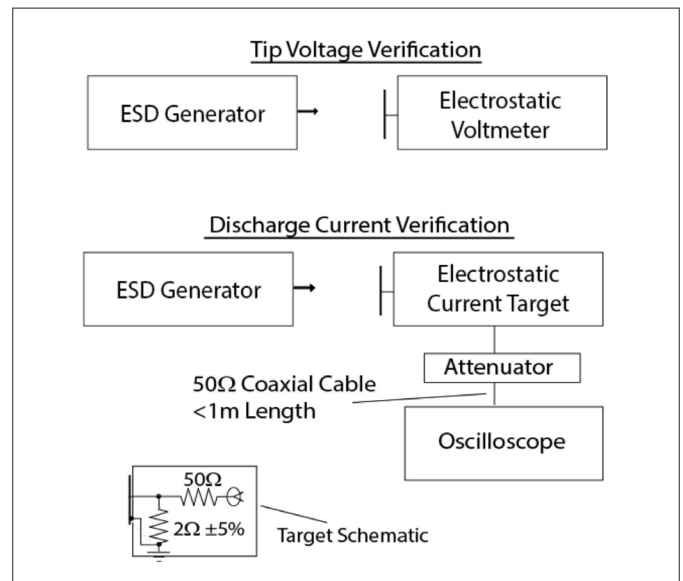 Tip Voltage Verification
ESD Generator
Electrostatic
Voltmeter
Discharge Current Verification
ESD Generator
Electrostatic
Current Target
Attenuator
50Ω Coaxial Cable
<1m Length
Oscilloscope
50Ω
2Ω ±5%
Target Schematic